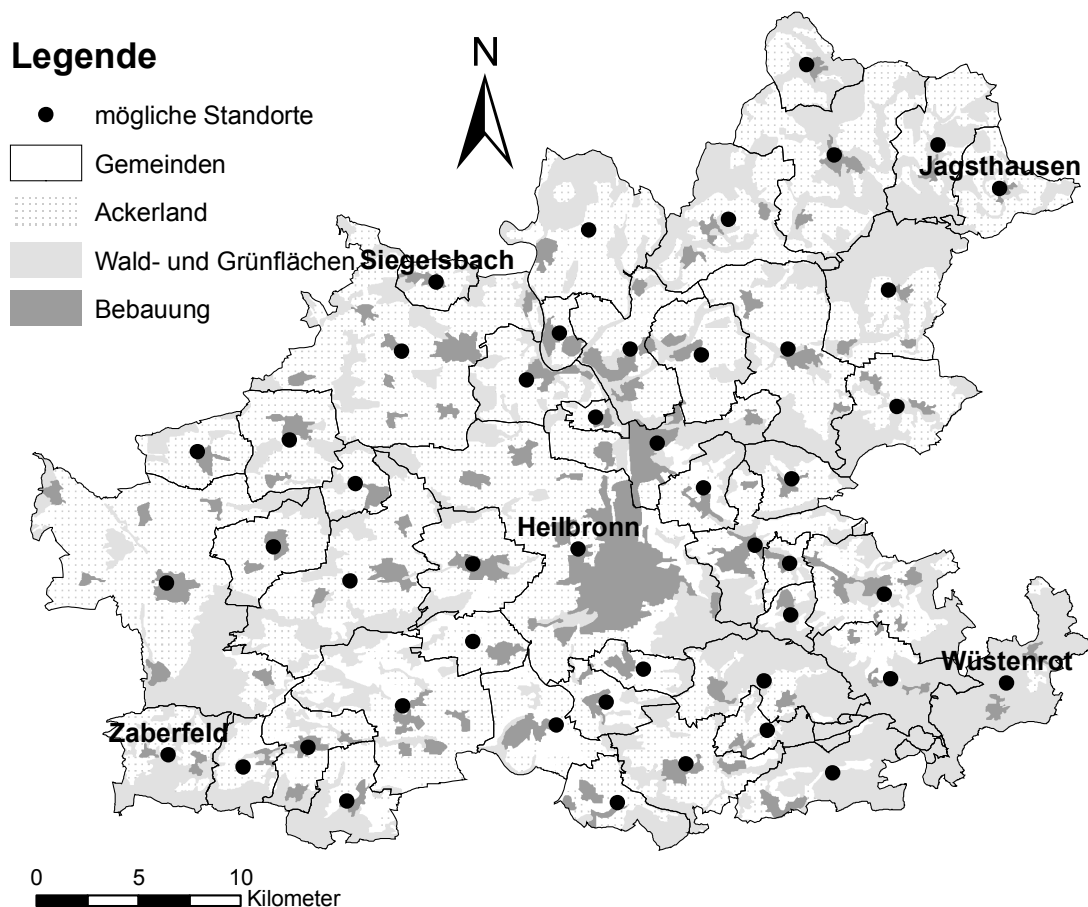 Legende
mögliche Standorte
Gemeinden
Ackerland
Wald- und Grünflächen
Bebauung
N
Jagsthausen
Siegelsbach
Heilbronn
Wüstenrot
Zaberfeld
0 5 10
Kilometer